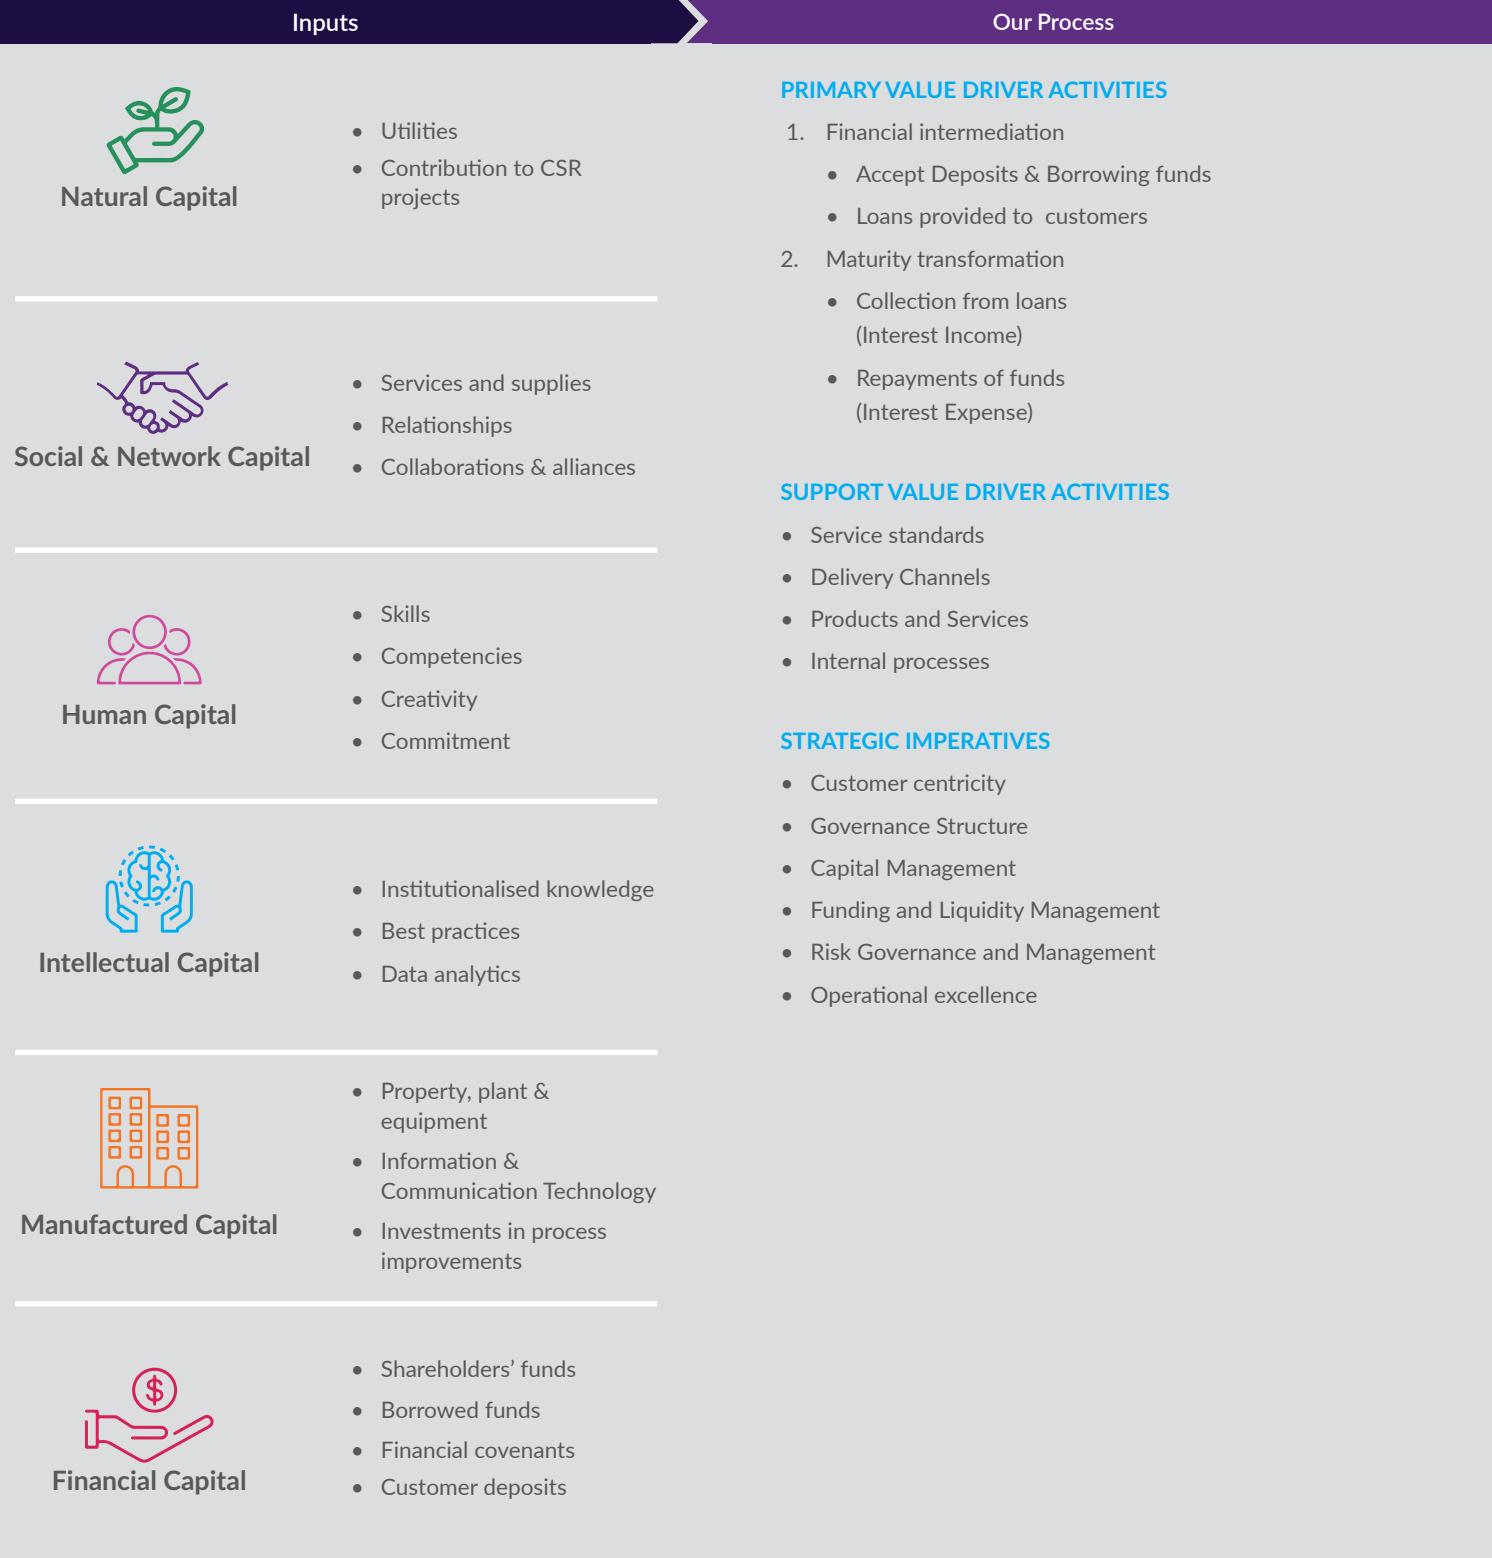 Inputs
Our Process
Natural Capital
• Utilities
• Contribution to CSR
projects
Social & Network Capital
• Services and supplies
• Relationships
• Collaborations & alliances
Human Capital
• Skills
• Competencies
• Creativity
• Commitment
Intellectual Capital
• Institutionalised knowledge
• Best practices
• Data analytics
Manufactured Capital
• Property, plant &
equipment
• Information &
Communication Technology
• Investments in process
improvements
$
Financial Capital
• Shareholders’ funds
• Borrowed funds
• Financial covenants
• Customer deposits
PRIMARY VALUE DRIVER ACTIVITIES
1. Financial intermediation
• Accept Deposits & Borrowing funds
• Loans provided to customers
2. Maturity transformation
• Collection from loans
(Interest Income)
• Repayments of funds
(Interest Expense)
SUPPORT VALUE DRIVER ACTIVITIES
• Service standards
• Delivery Channels
• Products and Services
• Internal processes
STRATEGIC IMPERATIVES
• Customer centricity
• Governance Structure
• Capital Management
• Funding and Liquidity Management
• Risk Governance and Management
• Operational excellence